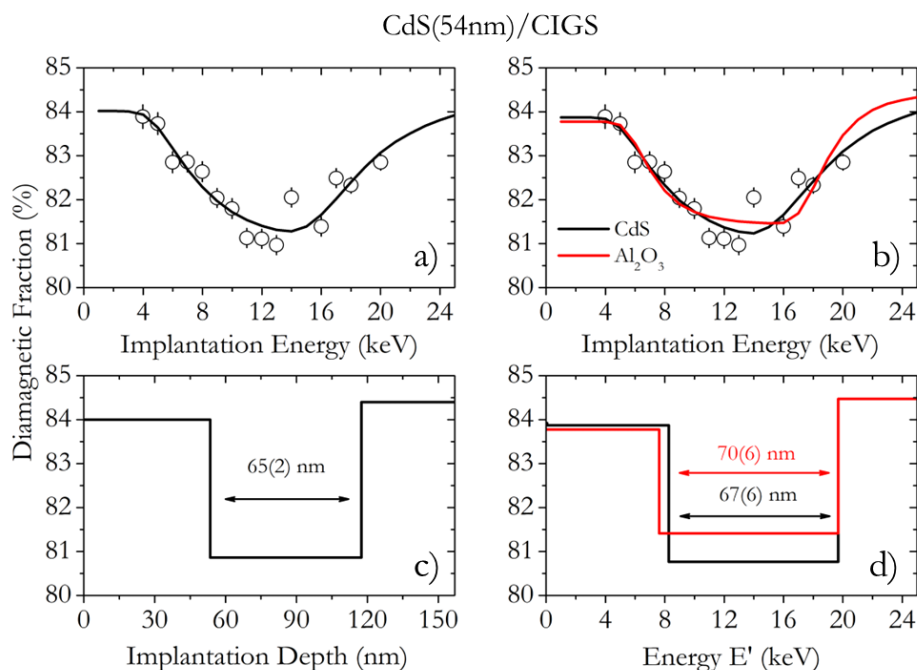 CdS(54nm)/CIGS
Diamagnetic Fraction (%)
85
84
83
82
81
80
a)
0 4 8 12 16 20 24
Implantation Energy (keV)
85
84
83
82
81
80
CdS
Al₂O₃
b)
0 4 8 12 16 20 24
Implantation Energy (keV)
85
84
83
82
81
80
65(2) nm
c)
0 30 60 90 120 150
Implantation Depth (nm)
85
84
83
82
81
80
70(6) nm
67(6) nm
d)
0 4 8 12 16 20 24
Energy E' (keV)